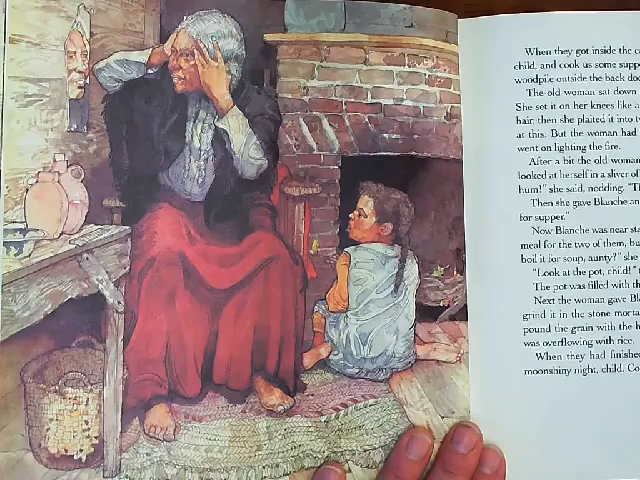 When they got inside the
child, and cook us some supp
woodpile outside the back doo
The old woman sat down
She set it on her knees like a
hair, then she plaited it into
at this. But the woman had
went on lighting the fire.
After a bit the old woman
looked at herself in a sliver of
hum!" she said, nodding.
Then she gave Blanche an
for supper."
Now Blanche was near sta
meal for the two of them, bu
boil it for soup, aunty?" she
"Look at the pot, child!"
The pot was filled with th
Next the woman gave Bl
grind it in the stone morta
pound the grain with the h
was overflowing with rice.
When they had finishe
moonshiny night, child. Co